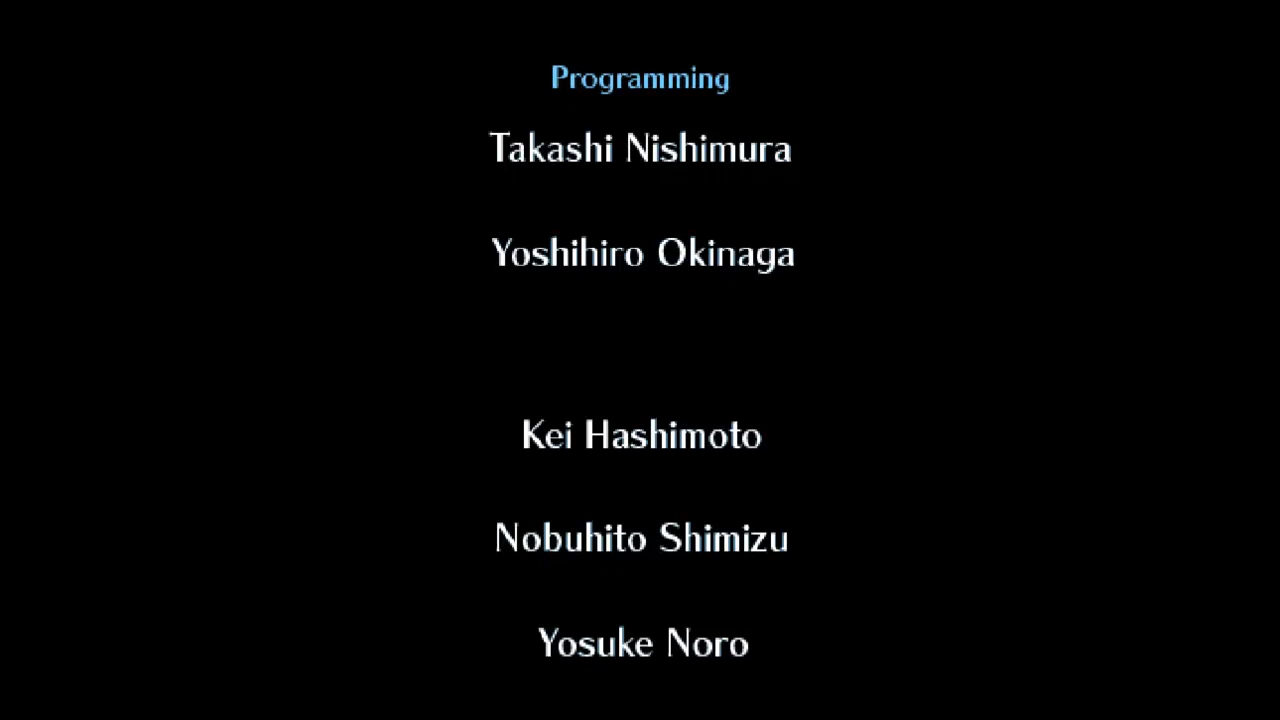 Programming
Takashi Nishimura
Yoshihiro Okinaga
Kei Hashimoto
Nobuhito Shimizu
Yosuke Noro